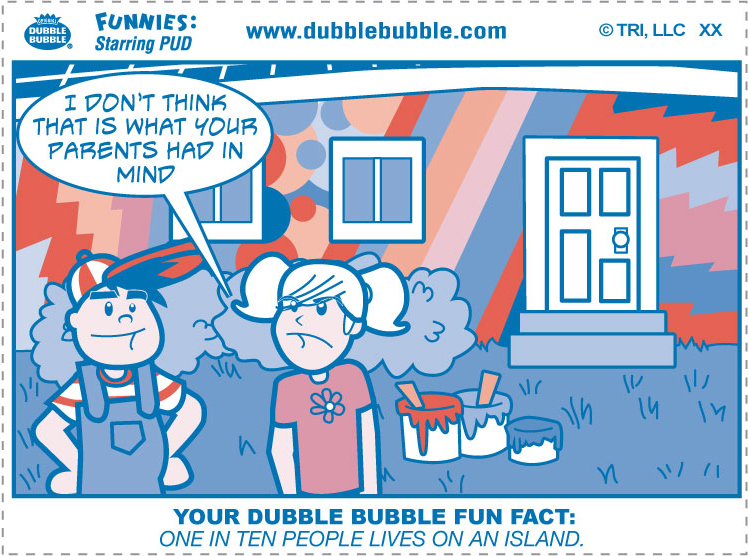 ORIGINAL
DUBBLE
BUBBLE®
FUNNIES:
Starring PUD
www.dubblebubble.com
© TRI, LLC XX
I DON'T THINK
THAT IS WHAT YOUR
PARENTS HAD IN
MIND
YOUR DUBBLE BUBBLE FUN FACT:
ONE IN TEN PEOPLE LIVES ON AN ISLAND.